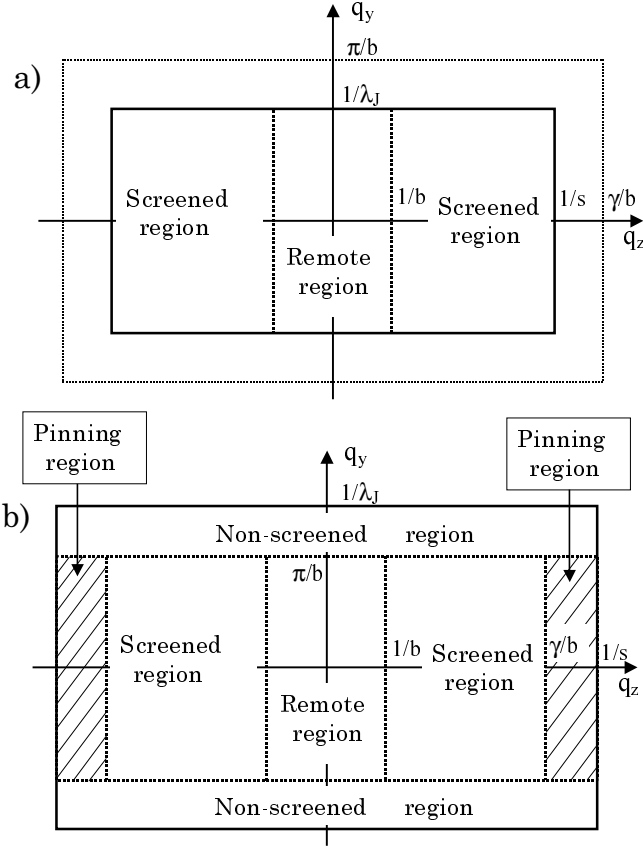 q_y
π/b
a)
1/λ_J
Screened
region
1/b
Screened
region
1/s
γ/b
q_z
Remote
region
Pinning
region
Pinning
region
q_y
1/λ_J
b)
Non-screened region
π/b
Screened
region
1/b
Screened
region
γ/b
1/s
q_z
Remote
region
Non-screened region